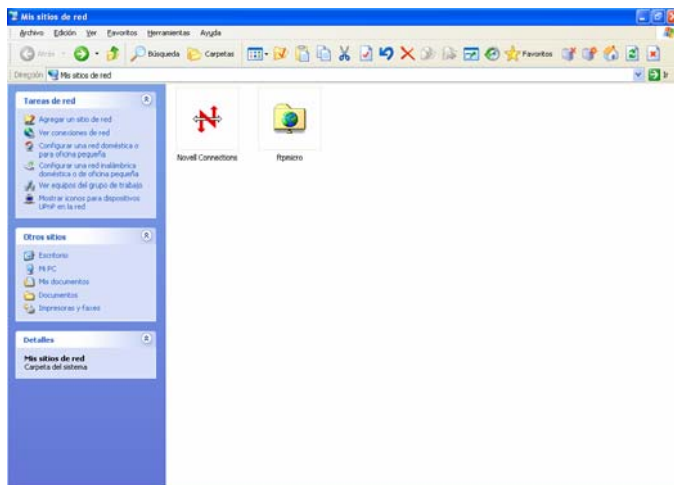 Mis sitios de red
Archivo Edición Ver Favoritos Herramientas Ayuda
Atrás Búsqueda Carpetas Favoritos
Dirección Mis sitios de red Ir
Tareas de red
Agregar un sitio de red
Ver conexiones de red
Configurar una red doméstica o
para oficina pequeña
Configurar una red inalámbrica
doméstica o de oficina pequeña
Ver equipos del grupo de trabajo
Mostrar iconos para dispositivos
UPnP en la red
Otros sitios
Escritorio
Mi PC
Mis documentos
Documentos
Impresoras y faxes
Detalles
Mis sitios de red
Carpeta del sistema
Novell Connections
ftpmicro